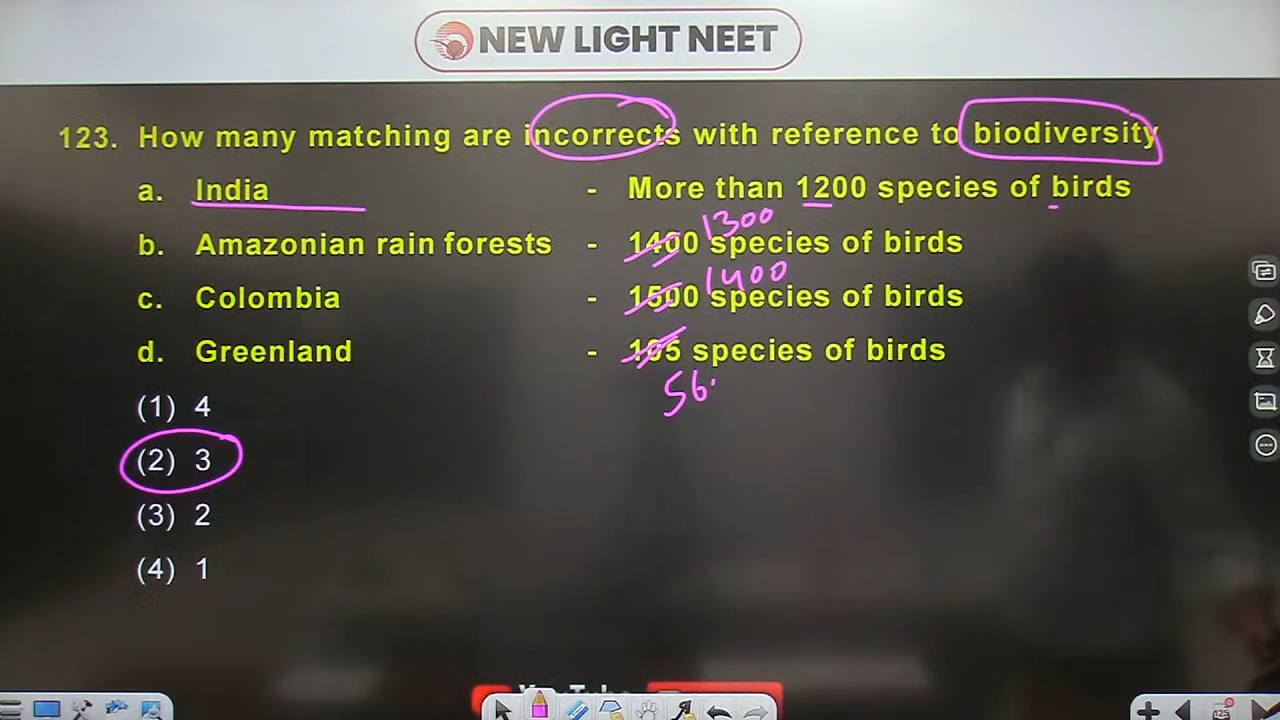 NEW LIGHT NEET
123. How many matching are incorrects with reference to biodiversity
a. India - More than 1200 species of birds
1300
b. Amazonian rain forests - 1400 species of birds
1400
c. Colombia - 1500 species of birds
d. Greenland - 105 species of birds
56
(1) 4
(2) 3
(3) 2
(4) 1